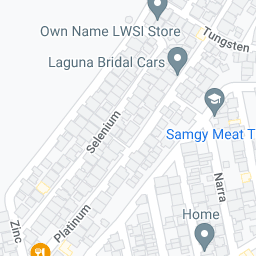 Own Name LWSI Store
Tungsten
Laguna Bridal Cars
Selenium
Samgy Meat T
Narra
Platinum
Zinc
Home